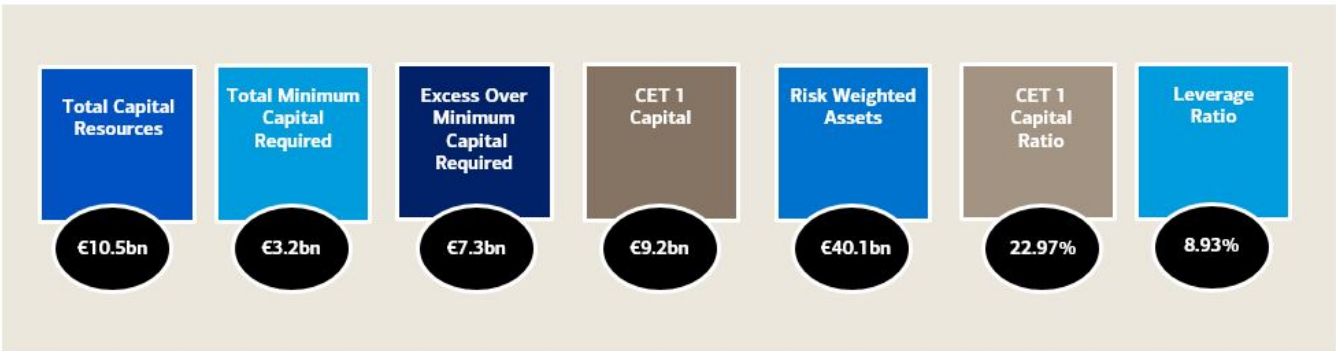 Total Capital
Resources
€10.5bn
Total Minimum
Capital
Required
€3.2bn
Excess Over
Minimum
Capital
Required
€7.3bn
CET 1
Capital
€9.2bn
Risk Weighted
Assets
€40.1bn
CET 1
Capital
Ratio
22.97%
Leverage
Ratio
8.93%